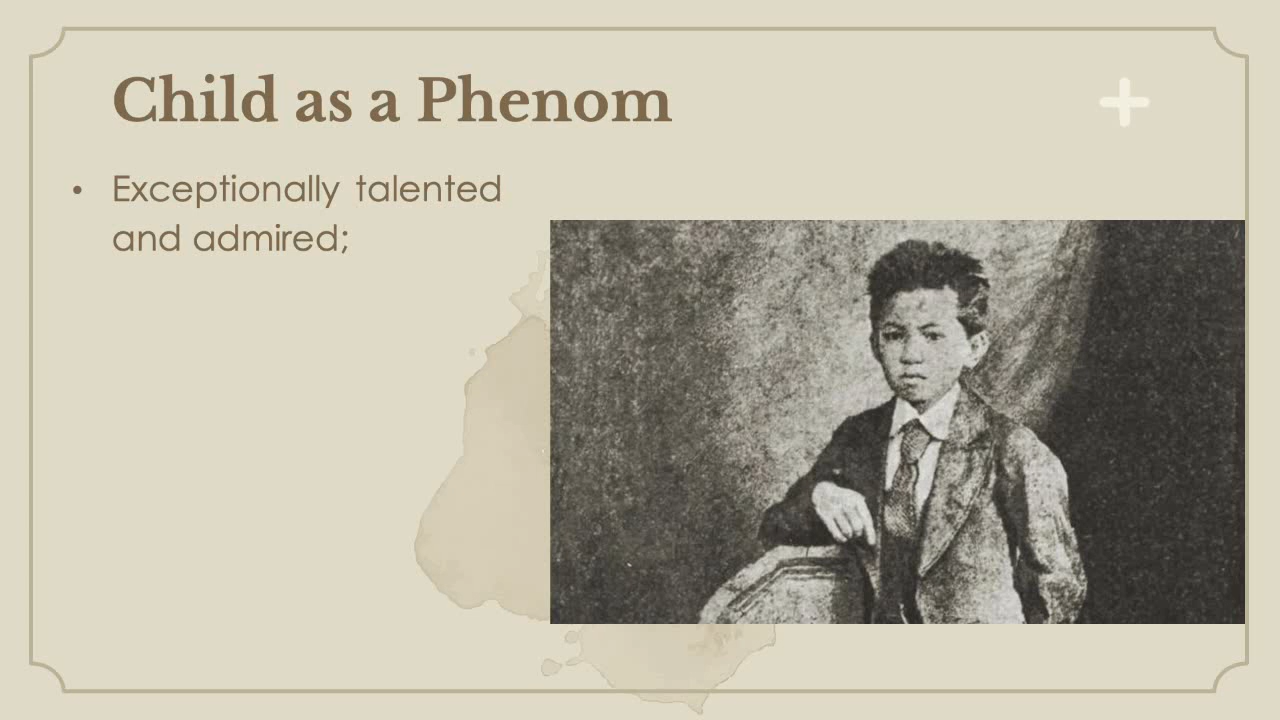 Child as a Phenom
• Exceptionally talented
and admired;